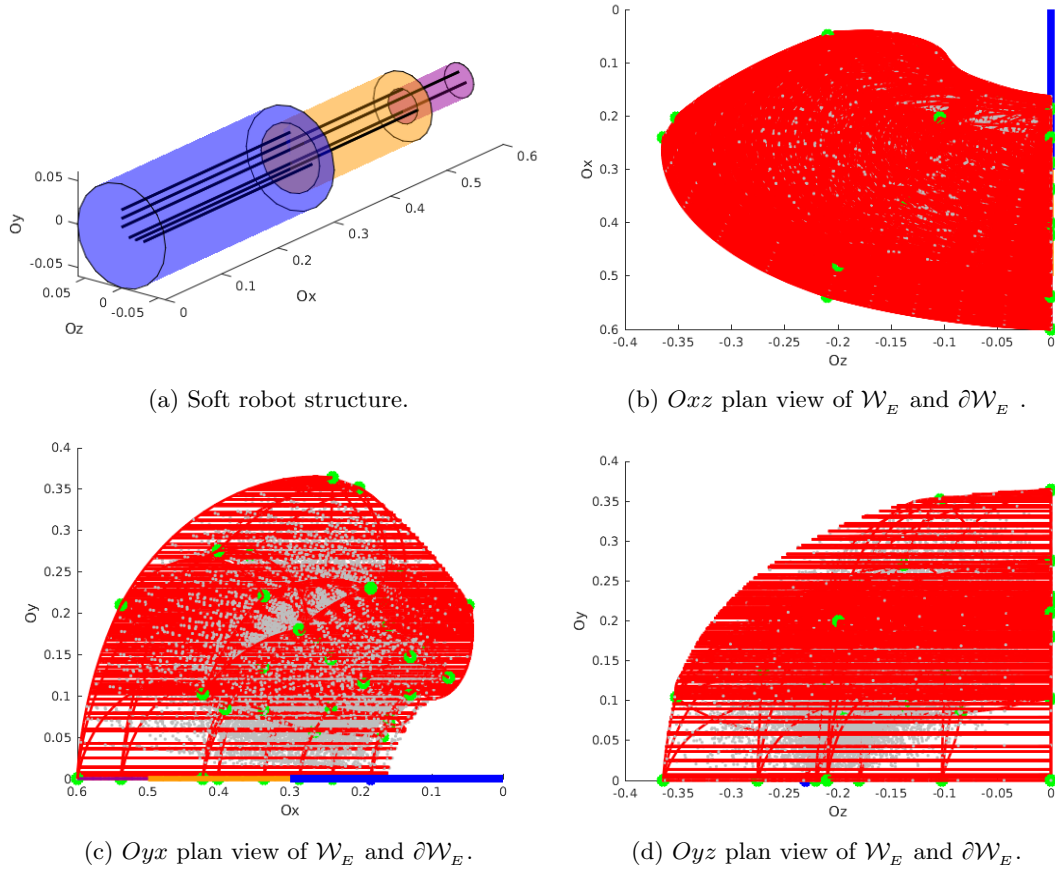 0.05
0
-0.05
Oy
0.05
0
-0.05
Oz
0
0.1
0.2
0.3
0.4
0.5
0.6
Ox
(a) Soft robot structure.
0
0.1
0.2
0.3
0.4
0.5
0.6
Ox
-0.4 -0.35 -0.3 -0.25 -0.2 -0.15 -0.1 -0.05 0
Oz
(b) Oxz plan view of 𝒲_E and ∂𝒲_E .
0.4
0.35
0.3
0.25
0.2
0.15
0.1
0.05
0
Oy
0.6 0.5 0.4 0.3 0.2 0.1 0
Ox
(c) Oyx plan view of 𝒲_E and ∂𝒲_E.
0.4
0.35
0.3
0.25
0.2
0.15
0.1
0.05
0
Oy
-0.4 -0.35 -0.3 -0.25 -0.2 -0.15 -0.1 -0.05 0
Oz
(d) Oyz plan view of 𝒲_E and ∂𝒲_E.